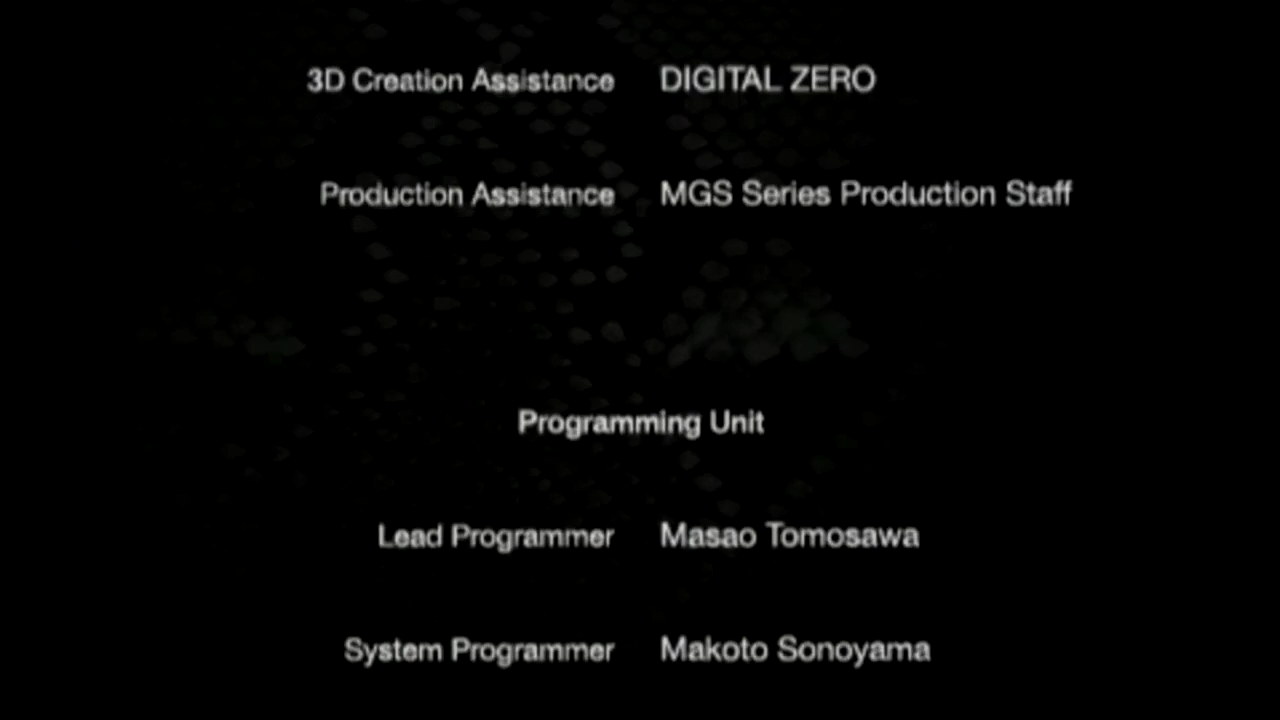 3D Creation Assistance DIGITAL ZERO
Production Assistance MGS Series Production Staff
Programming Unit
Lead Programmer Masao Tomosawa
System Programmer Makoto Sonoyama